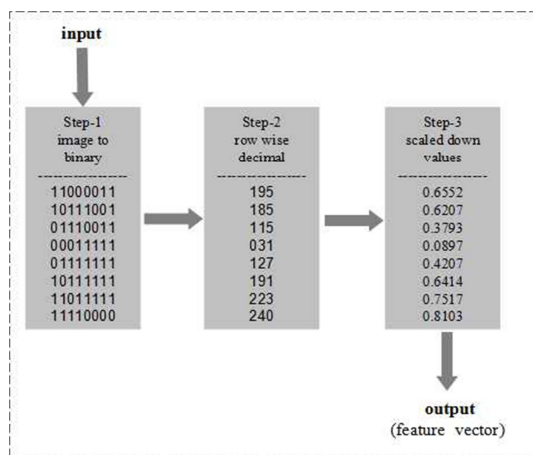 input
Step-1
image to
binary
--------------------
11000011
10111001
01110011
00011111
01111111
10111111
11011111
11110000
Step-2
row wise
decimal
--------------------
195
185
115
031
127
191
223
240
Step-3
scaled down
values
--------------------
0.6552
0.6207
0.3793
0.0897
0.4207
0.6414
0.7517
0.8103
output
(feature vector)